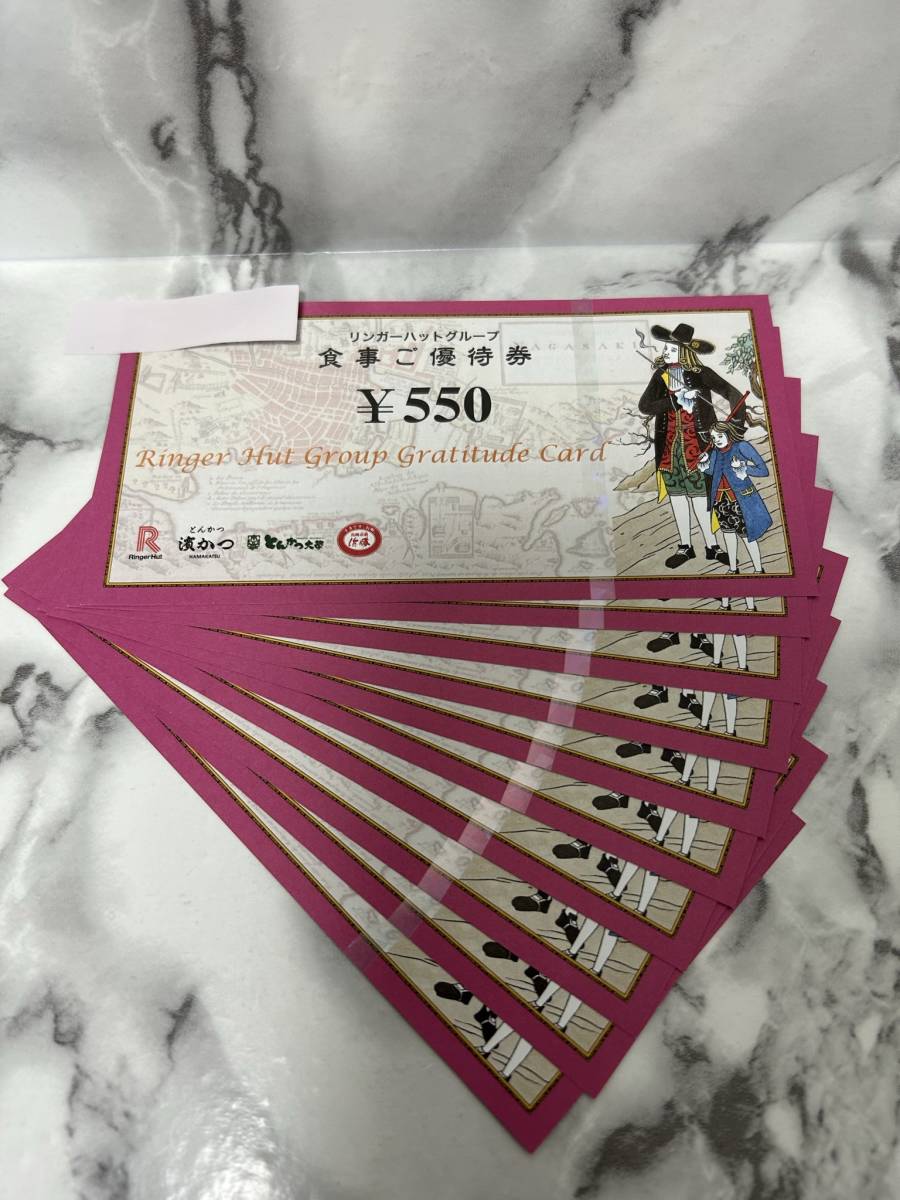 リンガーハットグループ
食事ご優待券
AGASAKI
¥550
Ringer Hut Group Gratitude Card
RingerHut
とんかつ
濵かつ
HAMAKATSU
とんかつ大學